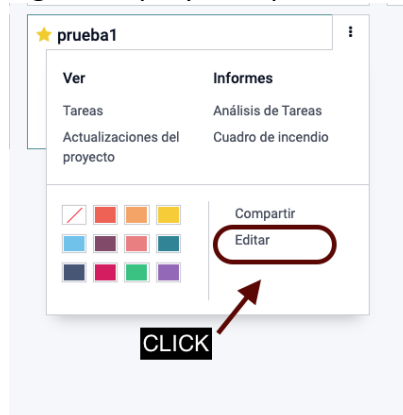 prueba1
Ver
Informes
Tareas
Análisis de Tareas
Actualizaciones del
proyecto
Cuadro de incendio
Compartir
Editar
CLICK